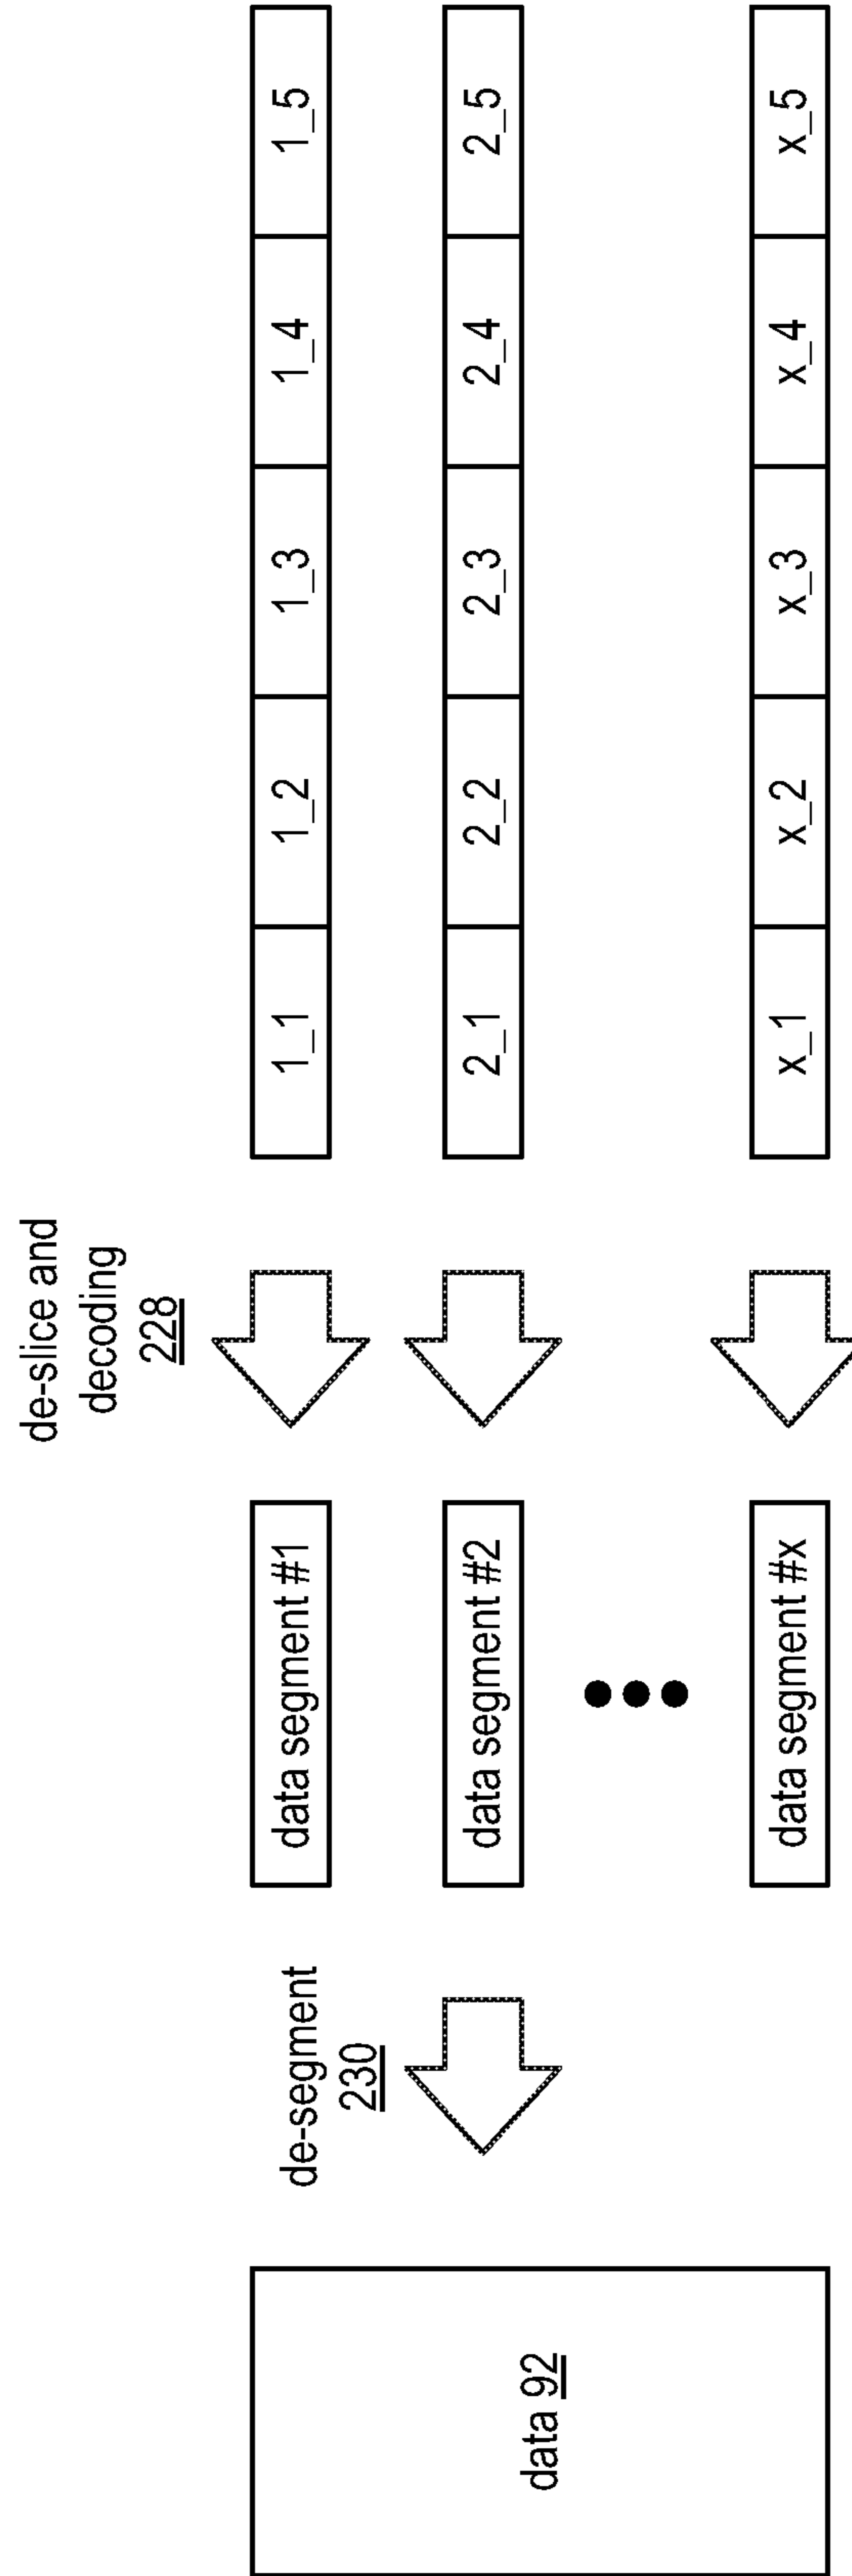 de-slice and
decoding
228
de-segment
230
data 92
data segment #1
1_1
1_2
1_3
1_4
1_5
data segment #2
2_1
2_2
2_3
2_4
2_5
data segment #x
x_1
x_2
x_3
x_4
x_5